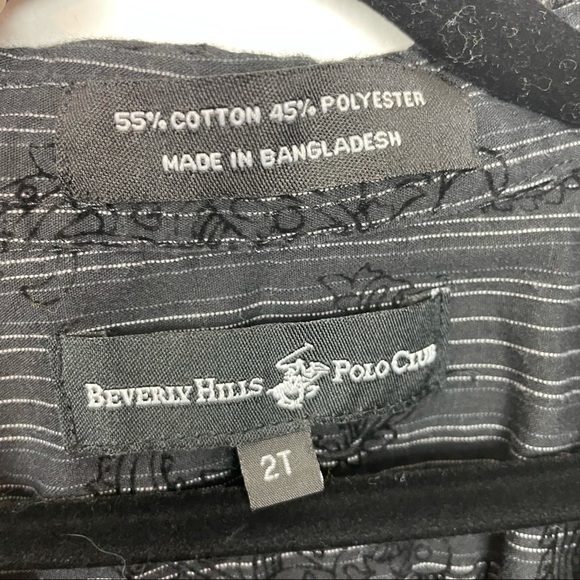 55% COTTON 45% POLYESTER
MADE IN BANGLADESH
BEVERLY HILLS POLO CLUB
2T